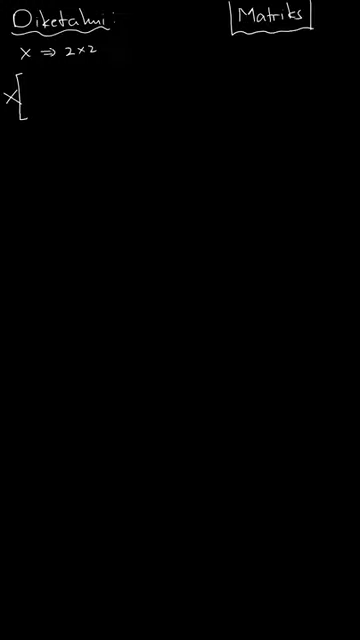 Diketahui:
Matriks
x ⇒ 2×2
X[